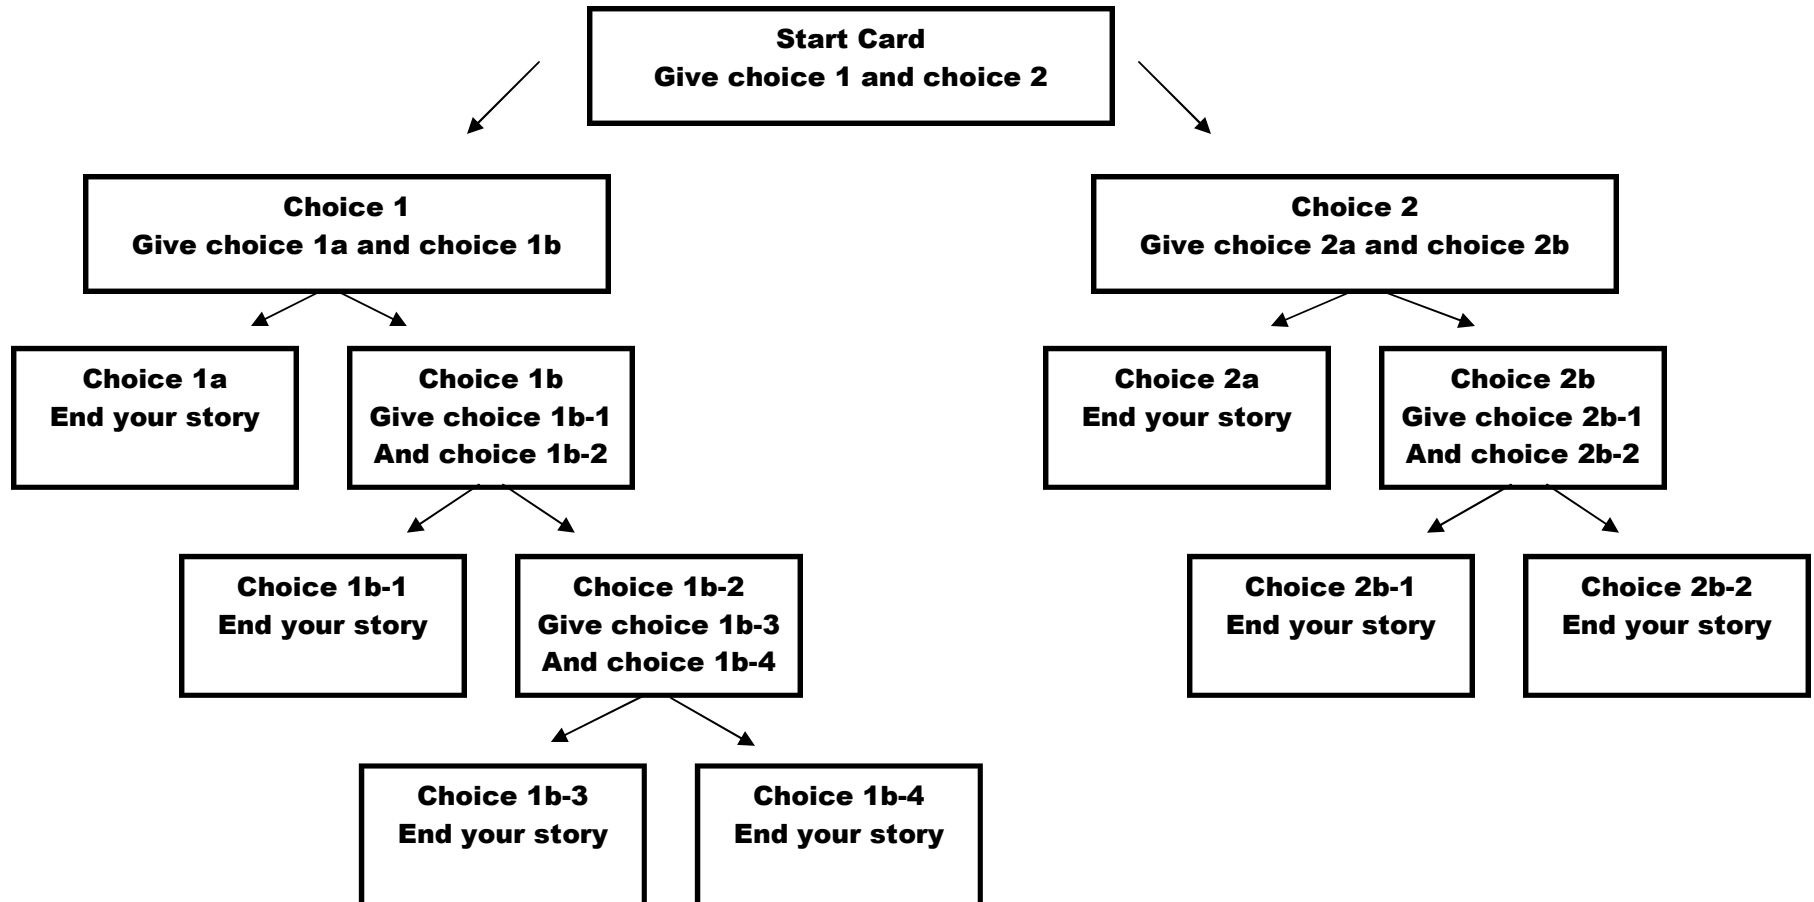 Start Card
Give choice 1 and choice 2
Choice 1
Give choice 1a and choice 1b
Choice 2
Give choice 2a and choice 2b
Choice 1a
End your story
Choice 1b
Give choice 1b-1
And choice 1b-2
Choice 2a
End your story
Choice 2b
Give choice 2b-1
And choice 2b-2
Choice 1b-1
End your story
Choice 1b-2
Give choice 1b-3
And choice 1b-4
Choice 2b-1
End your story
Choice 2b-2
End your story
Choice 1b-3
End your story
Choice 1b-4
End your story